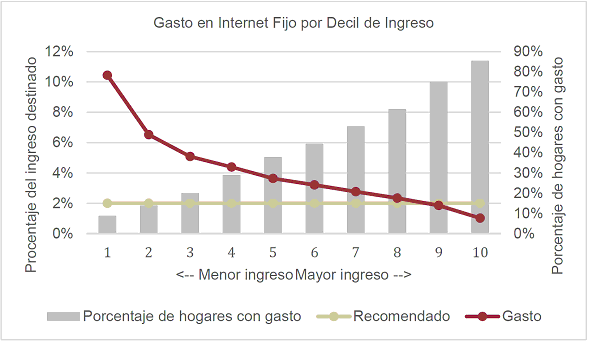 Gasto en Internet Fijo por Decil de Ingreso
Procentaje del ingreso destinado
12%
10%
8%
6%
4%
2%
0%
90%
80%
70%
60%
50%
40%
30%
20%
10%
0%
Porcentaje de hogares con gasto
1 2 3 4 5 6 7 8 9 10
<-- Menor ingreso Mayor ingreso -->
Porcentaje de hogares con gasto Recomendado Gasto